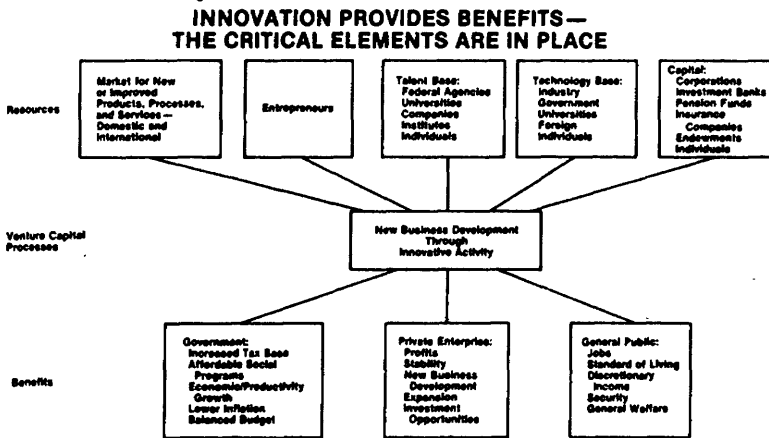 INNOVATION PROVIDES BENEFITS—
THE CRITICAL ELEMENTS ARE IN PLACE
Resources
Market for New
or Improved
Products, Processes,
and Services—
Domestic and
International
Entrepreneurs
Talent Base:
Federal Agencies
Universities
Companies
Institutes
Individuals
Technology Base:
Industry
Government
Universities
Foreign
Individuals
Capital:
Corporations
Investment Banks
Pension Funds
Insurance
Companies
Endowments
Individuals
Venture Capital
Processes
New Business Development
Through
Innovative Activity
Benefits
Government:
Increased Tax Base
Affordable Social
Programs
Economic/Productivity
Growth
Lower Inflation
Balanced Budget
Private Enterprise:
Profits
Stability
New Business
Development
Expansion
Investment
Opportunities
General Public:
Jobs
Standard of Living
Discretionary
Income
Security
General Welfare